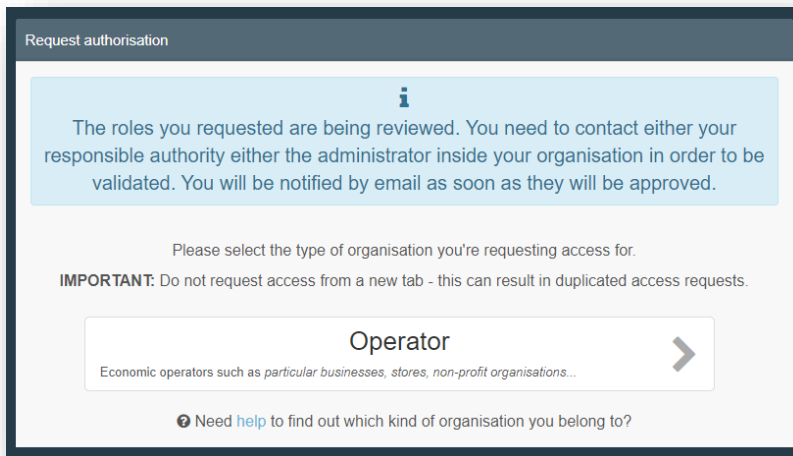 Request authorisation
The roles you requested are being reviewed. You need to contact either your
responsible authority either the administrator inside your organisation in order to be
validated. You will be notified by email as soon as they will be approved.
Please select the type of organisation you're requesting access for.
IMPORTANT: Do not request access from a new tab - this can result in duplicated access requests.
Operator
Economic operators such as particular businesses, stores, non-profit organisations...
Need help to find out which kind of organisation you belong to?